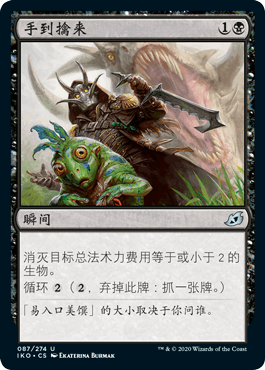 手到擒来 1
瞬间
消灭目标总法术力费用等于或小于2的
生物。
循环 2（2，弃掉此牌：抓一张牌。）
「易入口美馔」的大小取决于你问谁。
087/274 U
IKO • CS EKATERINA BURMAK
™ & © 2020 Wizards of the Coast